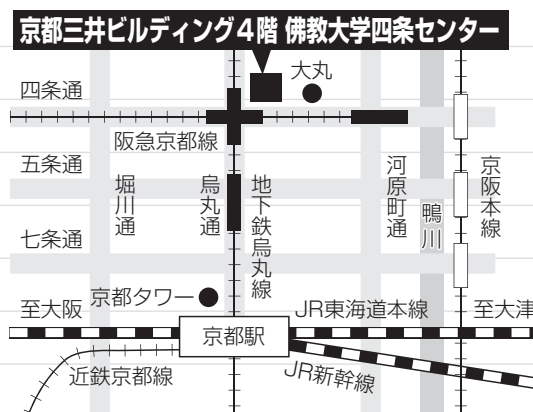 京都三井ビルディング4階 佛教大学四条センター
大丸
四条通
阪急京都線
五条通
堀川通
烏丸通
地下鉄烏丸線
河原町通
鴨川
京阪本線
七条通
京都タワー
至大阪
JR東海道本線
至大津
京都駅
近鉄京都線
JR新幹線